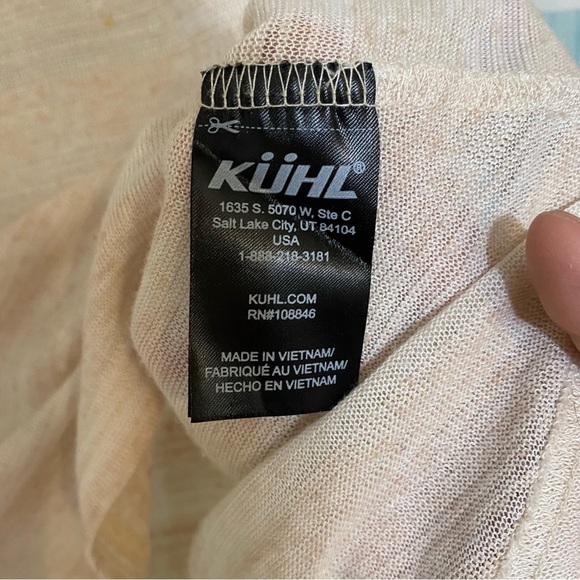 KÜHL®
1635 S. 5070 W, Ste C
Salt Lake City, UT 84104
USA
1-888-218-3181
KUHL.COM
RN#108846
MADE IN VIETNAM/
FABRIQUÉ AU VIETNAM/
HECHO EN VIETNAM